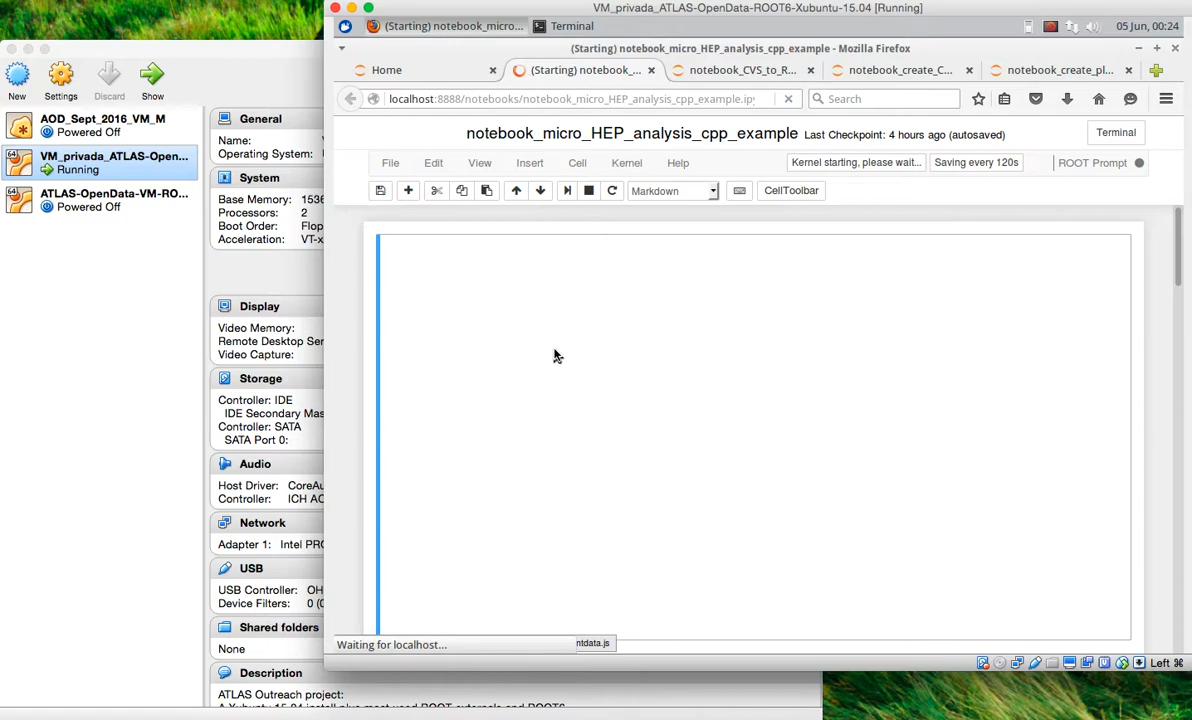 VM_privada_ATLAS-OpenData-ROOT6-Xubuntu-15.04 [Running]
(Starting) notebook_micro...
Terminal
05 Jun, 00:24
(Starting) notebook_micro_HEP_analysis_cpp_example - Mozilla Firefox
Home
(Starting) notebook_...
notebook_CVS_to_R...
notebook_create_C...
notebook_create_pl...
localhost:8888/notebooks/notebook_micro_HEP_analysis_cpp_example.ip
Search
notebook_micro_HEP_analysis_cpp_example Last Checkpoint: 4 hours ago (autosaved)
Terminal
File Edit View Insert Cell Kernel Help
Kernel starting, please wait...
Saving every 120s
ROOT Prompt
Markdown
CellToolbar
Waiting for localhost...
ntdata.js
Left ⌘
New
Settings
Discard
Show
AOD_Sept_2016_VM_M
Powered Off
64
VM_privada_ATLAS-Open...
Running
64
ATLAS-OpenData-VM-RO...
Powered Off
64
General
Name:
Operating System:
System
Base Memory: 1536
Processors: 2
Boot Order: Flop
Acceleration: VT-x
Display
Video Memory:
Remote Desktop Ser
Video Capture:
Storage
Controller: IDE
IDE Secondary Mas
Controller: SATA
SATA Port 0:
Audio
Host Driver: CoreAu
Controller: ICH AC
Network
Adapter 1: Intel PRO
USB
USB Controller: OH
Device Filters: 0 (0
Shared folders
None
Description
ATLAS Outreach project: